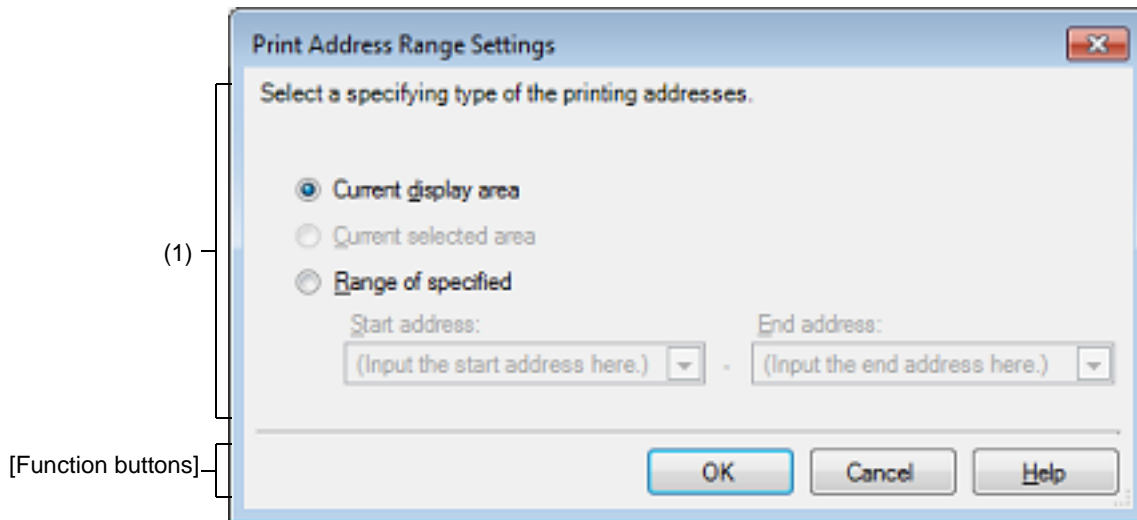 Print Address Range Settings
Select a specifying type of the printing addresses.
Current display area
(1)
Current selected area
Range of specified
Start address: End address:
(Input the start address here.) - (Input the end address here.)
[Function buttons]
OK Cancel Help